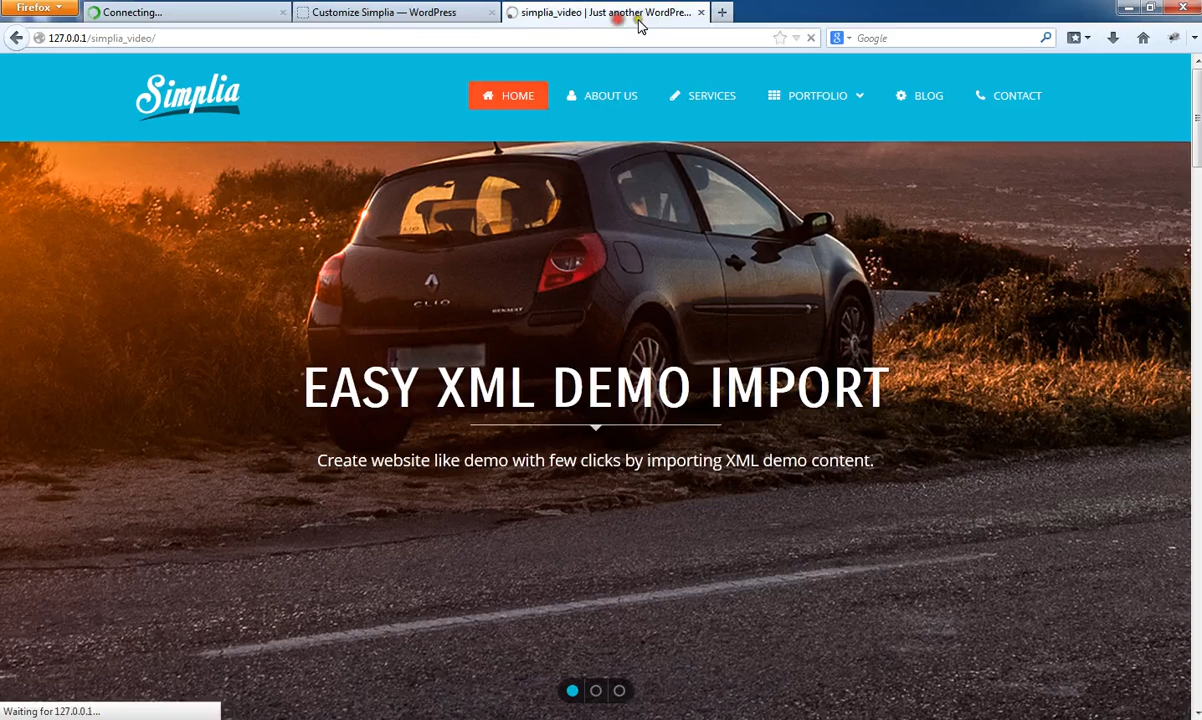 Firefox
Connecting...
Customize Simplia — WordPress
simplia_video | Just another WordPre...
127.0.0.1/simplia_video/
Google
Simplia
HOME
ABOUT US
SERVICES
PORTFOLIO
BLOG
CONTACT
CLIO
RENAULT
EASY XML DEMO IMPORT
Create website like demo with few clicks by importing XML demo content.
Waiting for 127.0.0.1...